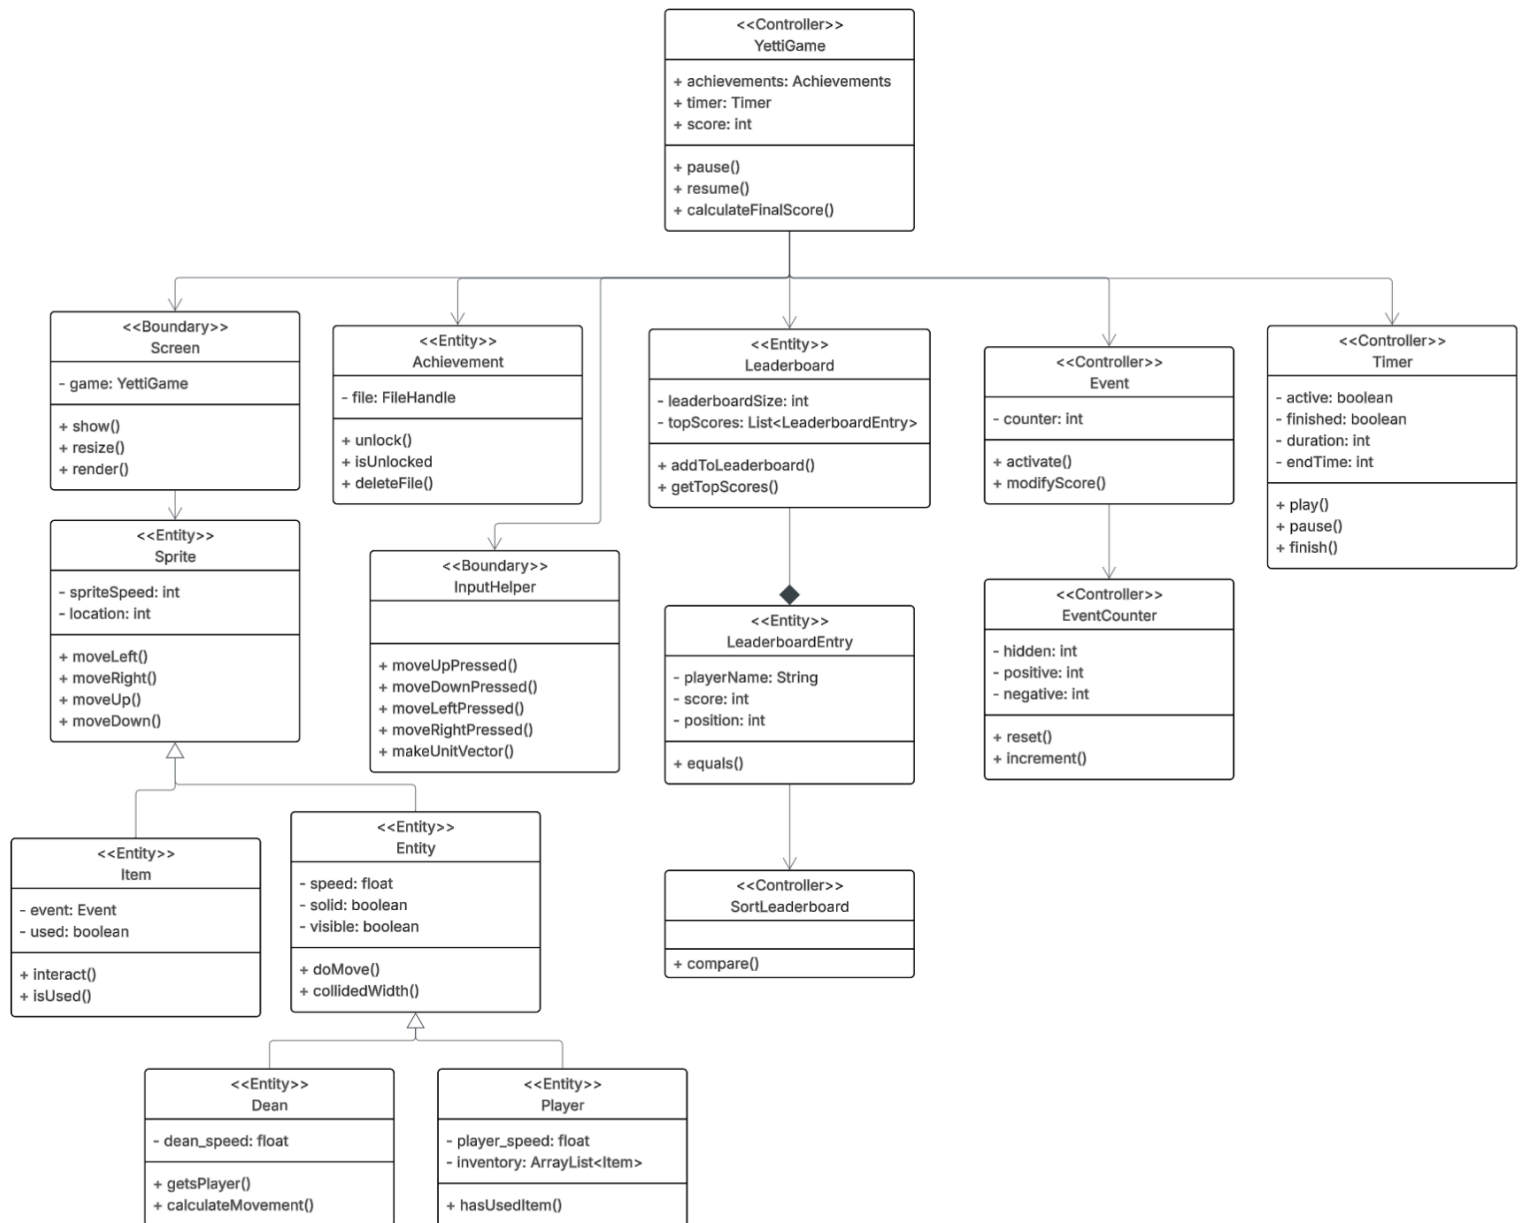 <<Controller>>
YettiGame
+ achievements: Achievements
+ timer: Timer
+ score: int
+ pause()
+ resume()
+ calculateFinalScore()
<<Boundary>>
Screen
- game: YettiGame
+ show()
+ resize()
+ render()
<<Entity>>
Achievement
- file: FileHandle
+ unlock()
+ isUnlocked
+ deleteFile()
<<Entity>>
Leaderboard
- leaderboardSize: int
- topScores: List<LeaderboardEntry>
+ addToLeaderboard()
+ getTopScores()
<<Controller>>
Event
- counter: int
+ activate()
+ modifyScore()
<<Controller>>
Timer
- active: boolean
- finished: boolean
- duration: int
- endTime: int
+ play()
+ pause()
+ finish()
<<Entity>>
Sprite
- spriteSpeed: int
- location: int
+ moveLeft()
+ moveRight()
+ moveUp()
+ moveDown()
<<Boundary>>
InputHelper
+ moveUpPressed()
+ moveDownPressed()
+ moveLeftPressed()
+ moveRightPressed()
+ makeUnitVector()
<<Entity>>
LeaderboardEntry
- playerName: String
- score: int
- position: int
+ equals()
<<Controller>>
EventCounter
- hidden: int
- positive: int
- negative: int
+ reset()
+ increment()
<<Entity>>
Item
- event: Event
- used: boolean
+ interact()
+ isUsed()
<<Entity>>
Entity
- speed: float
- solid: boolean
- visible: boolean
+ doMove()
+ collidedWidth()
<<Controller>>
SortLeaderboard
+ compare()
<<Entity>>
Dean
- dean_speed: float
+ getsPlayer()
+ calculateMovement()
<<Entity>>
Player
- player_speed: float
- inventory: ArrayList<Item>
+ hasUsedItem()